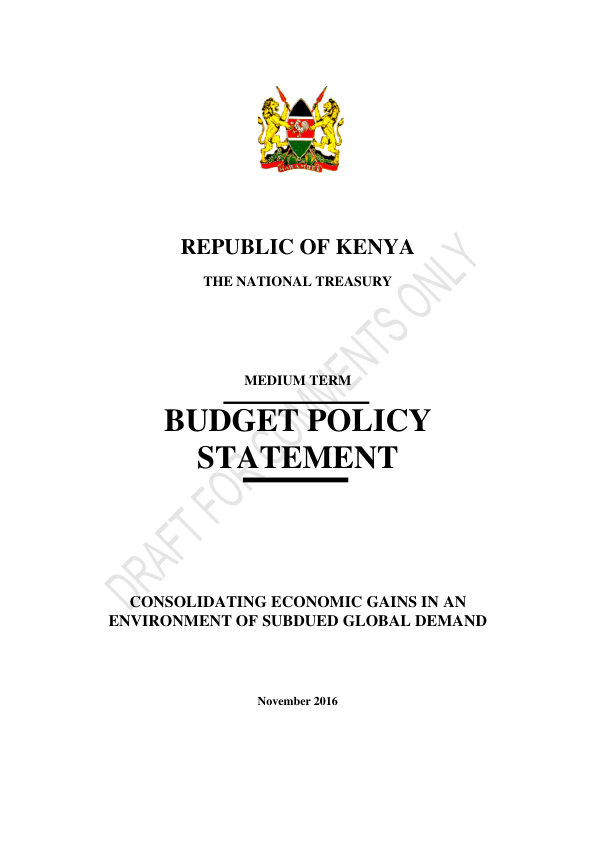 HARAMBEE
REPUBLIC OF KENYA
THE NATIONAL TREASURY
MEDIUM TERM
BUDGET POLICY
STATEMENT
DRAFT FOR COMMENTS ONLY
CONSOLIDATING ECONOMIC GAINS IN AN
ENVIRONMENT OF SUBDUED GLOBAL DEMAND
November 2016